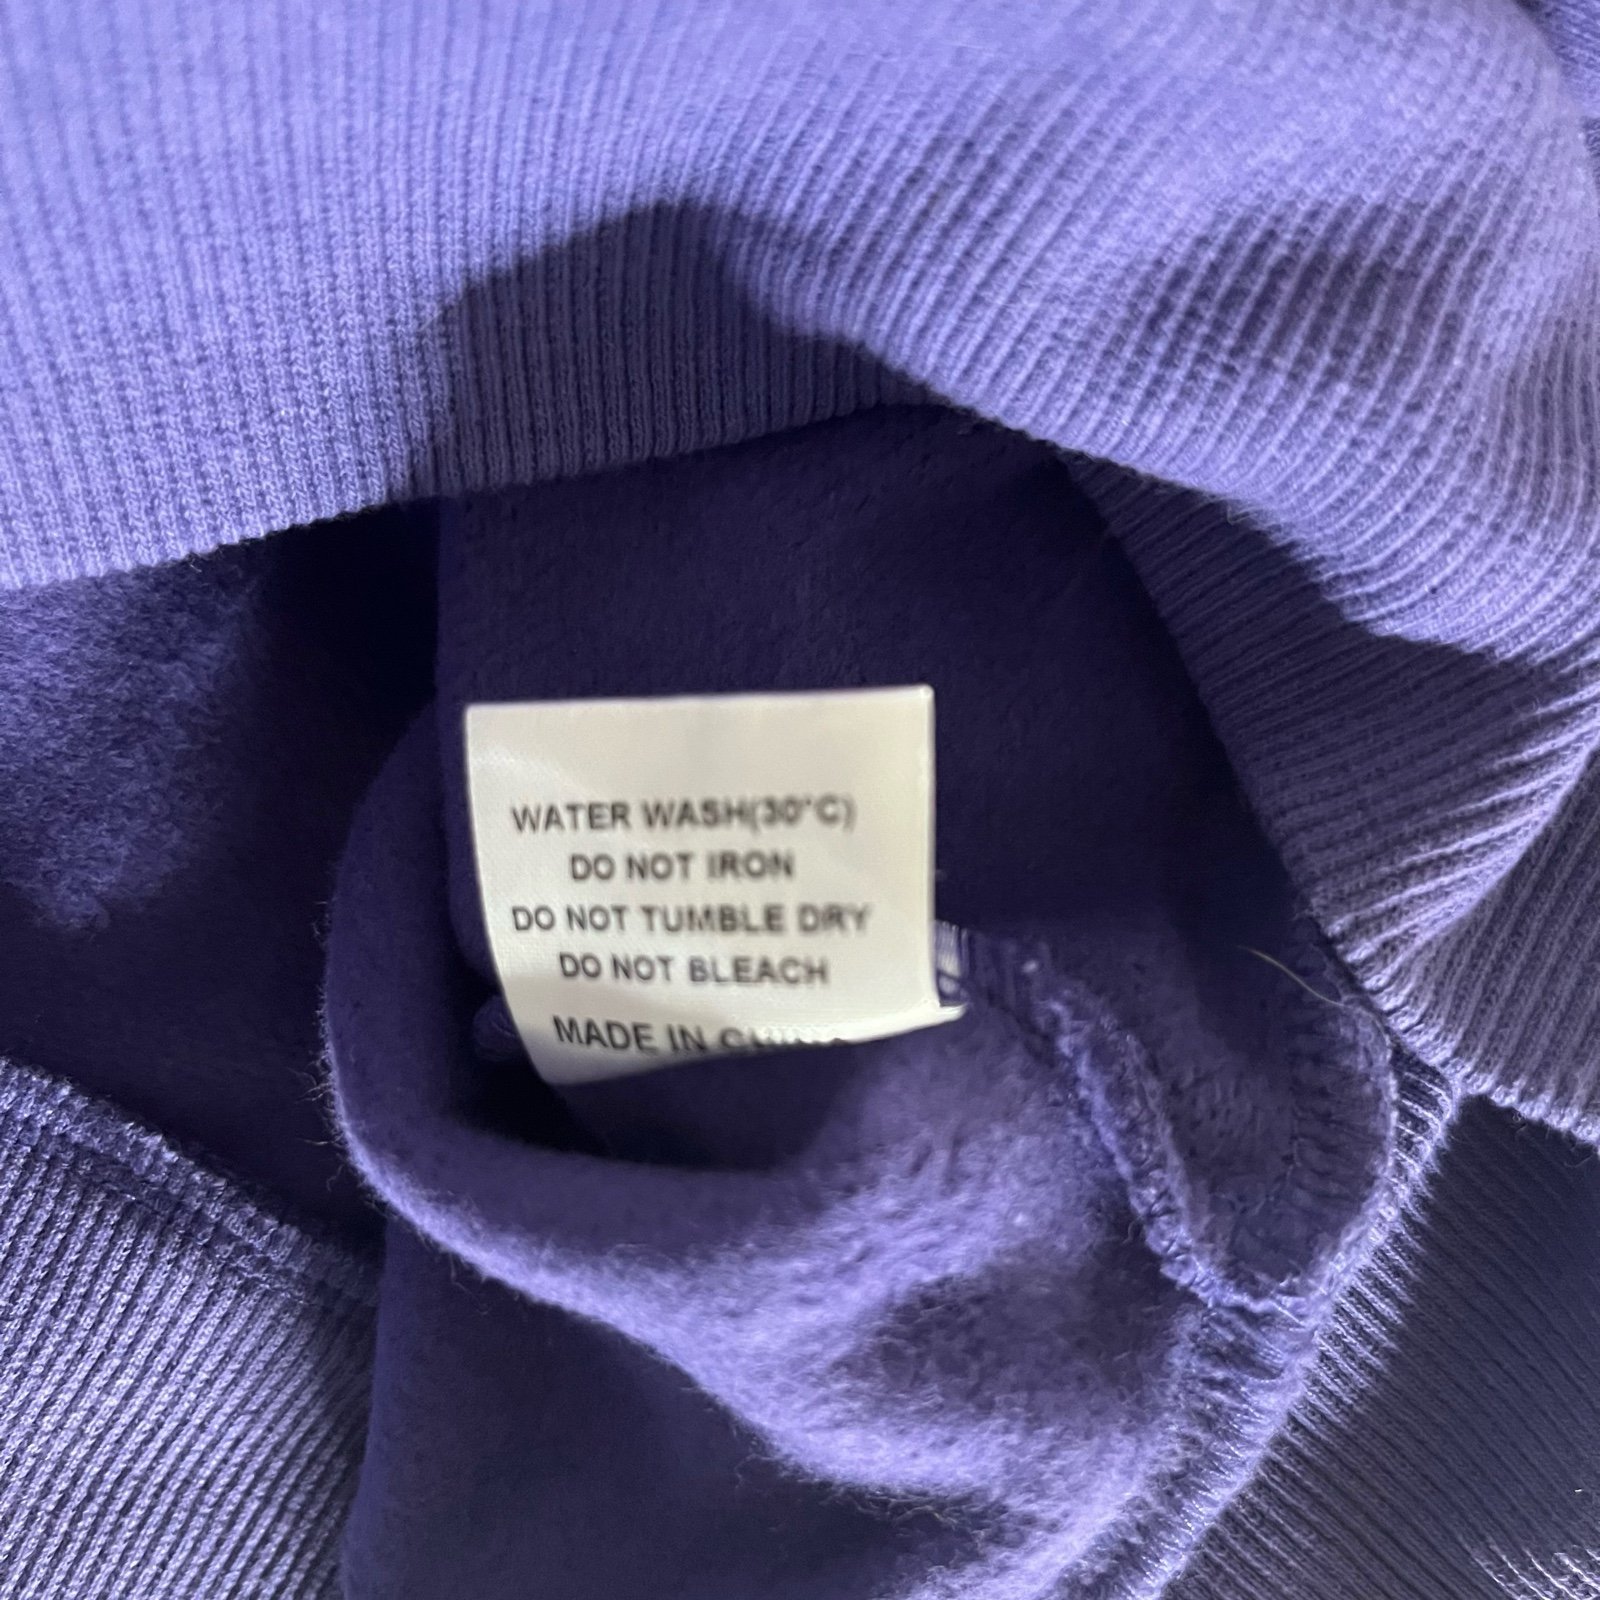 WATER WASH(30°C)
DO NOT IRON
DO NOT TUMBLE DRY
DO NOT BLEACH
MADE IN